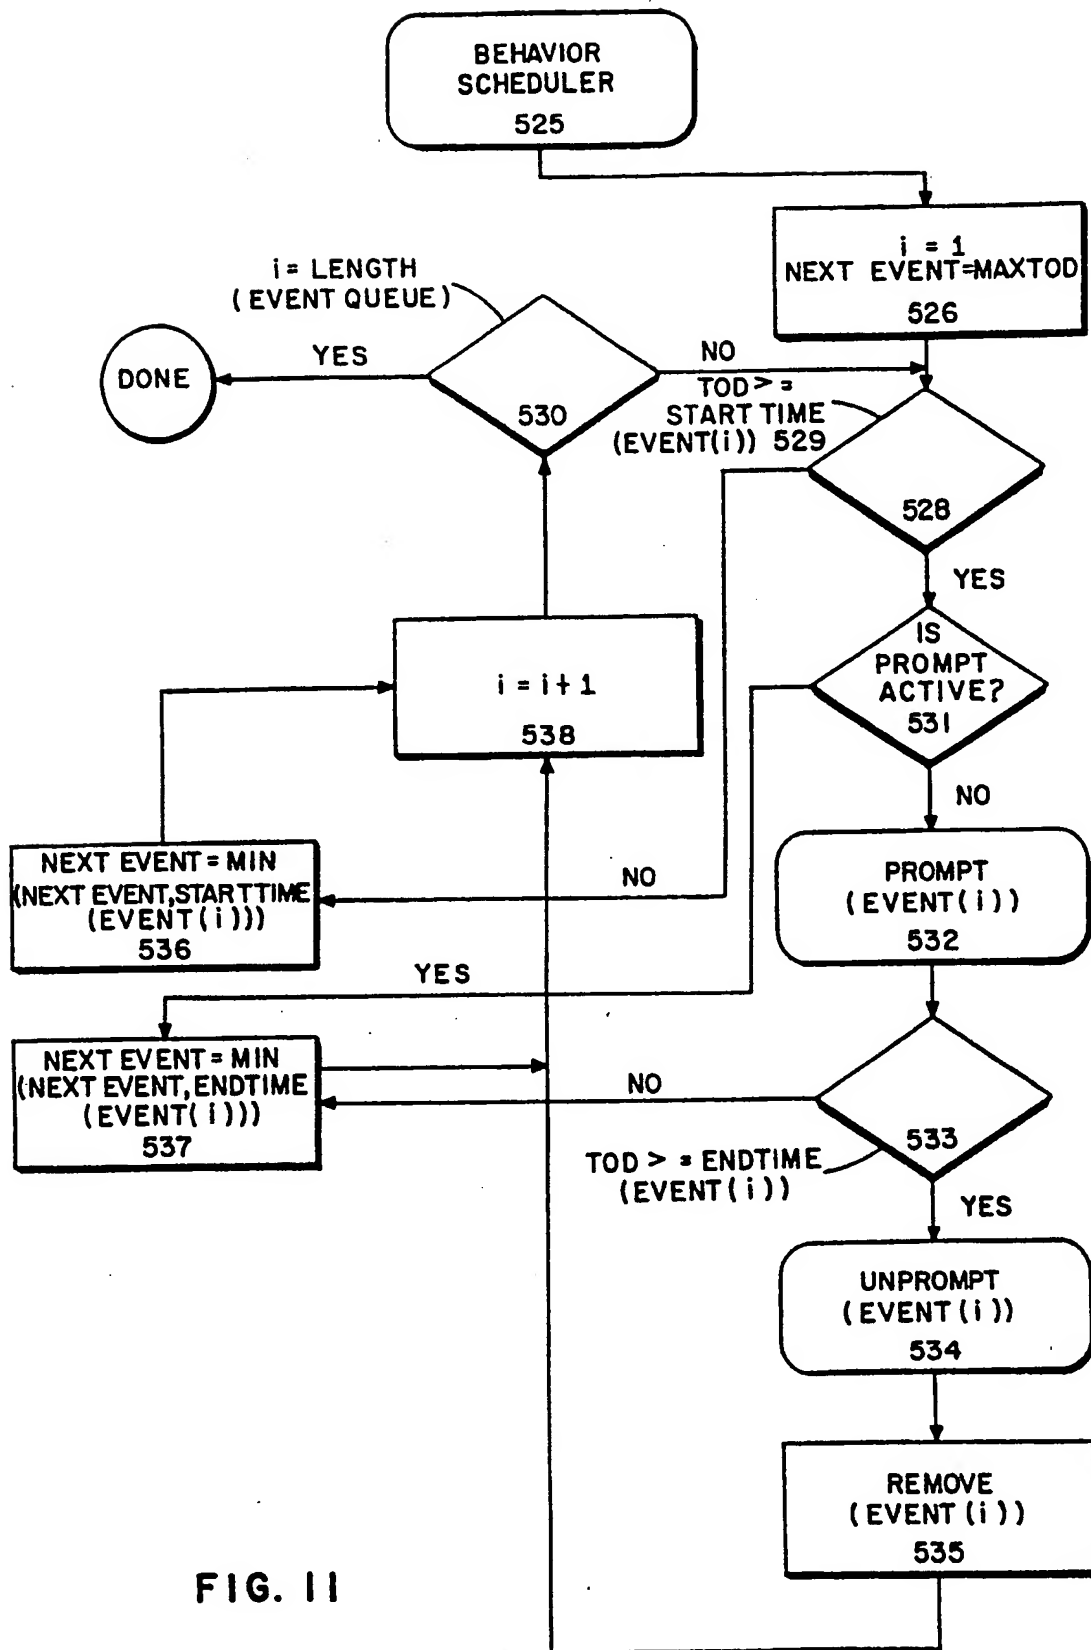 BEHAVIOR
SCHEDULER
525
i = 1
NEXT EVENT=MAXTOD
526
i = LENGTH
(EVENT QUEUE)
DONE
YES
530
NO
TOD > =
START TIME
(EVENT(i)) 529
528
YES
IS
PROMPT
ACTIVE?
531
i = i + 1
538
NO
NEXT EVENT = MIN
(NEXT EVENT, STARTTIME
(EVENT(i)))
536
NO
PROMPT
(EVENT(i))
532
YES
NEXT EVENT = MIN
(NEXT EVENT, ENDTIME
(EVENT(i)))
537
NO
533
TOD > = ENDTIME
(EVENT(i))
YES
UNPROMPT
(EVENT(i))
534
REMOVE
(EVENT(i))
535
FIG. 11